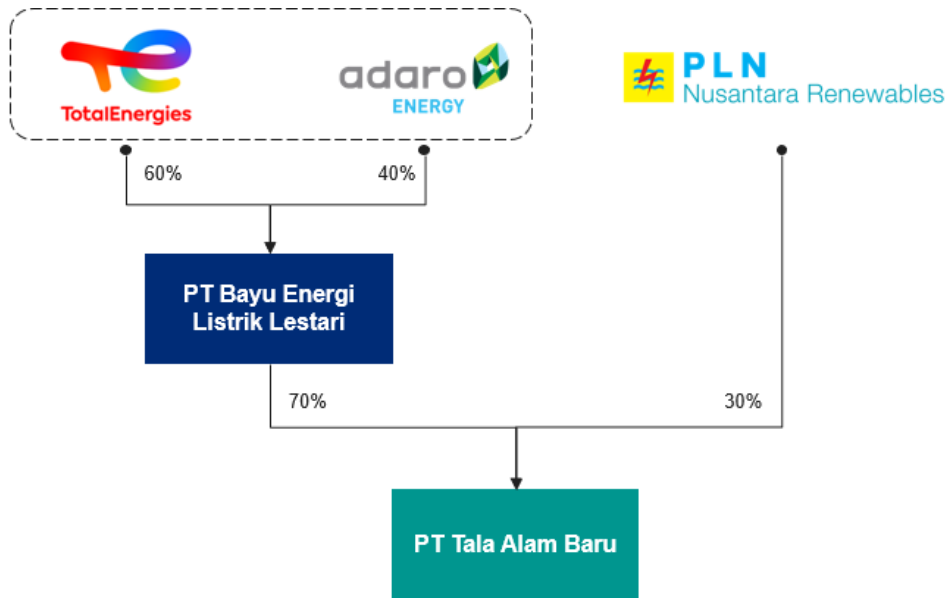 TotalEnergies
adaro
ENERGY
PLN
Nusantara Renewables
60%
40%
PT Bayu Energi
Listrik Lestari
70%
30%
PT Tala Alam Baru